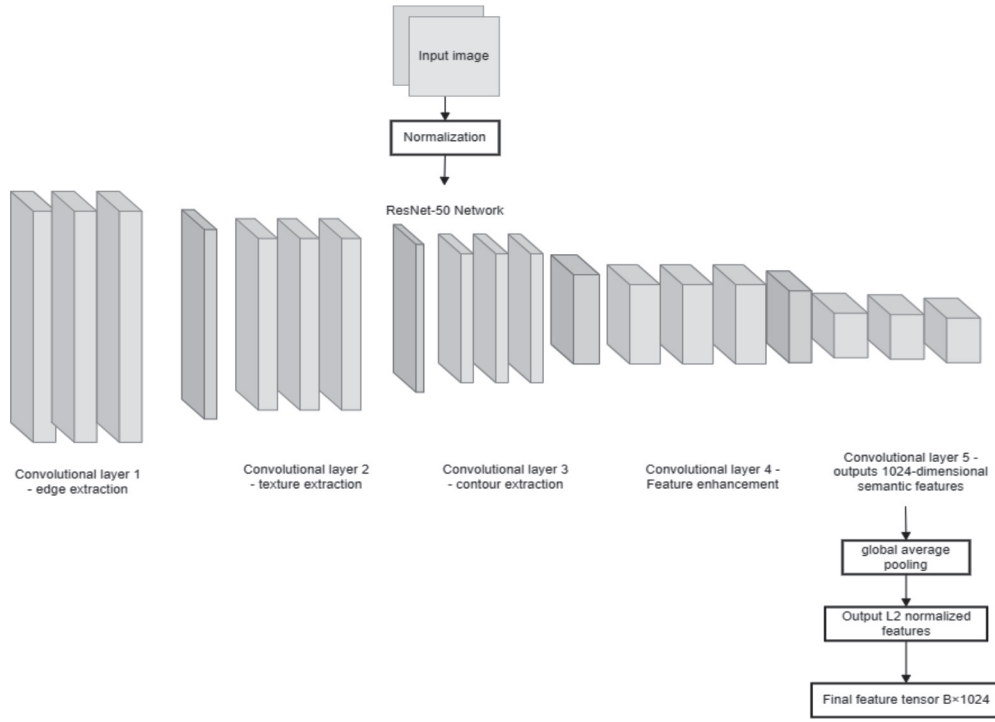 Input image
Normalization
ResNet-50 Network
Convolutional layer 1
- edge extraction
Convolutional layer 2
- texture extraction
Convolutional layer 3
- contour extraction
Convolutional layer 4 -
Feature enhancement
Convolutional layer 5 -
outputs 1024-dimensional
semantic features
global average
pooling
Output L2 normalized
features
Final feature tensor B×1024